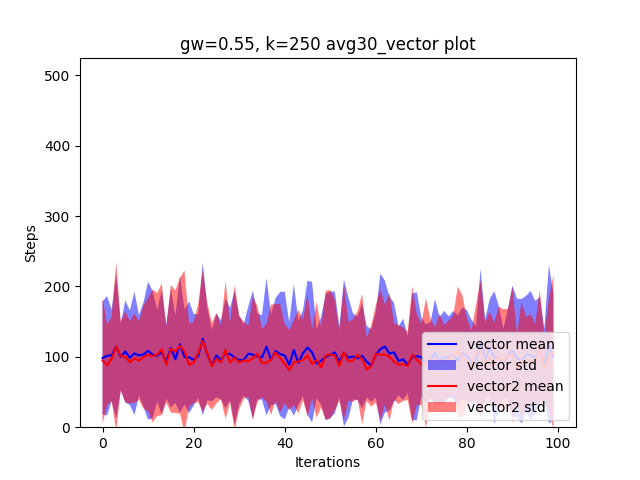 gw=0.55, k=250 avg30_vector plot
500
400
300
200
100
0
Steps
vector mean
vector std
vector2 mean
vector2 std
0 20 40 60 80 100
Iterations